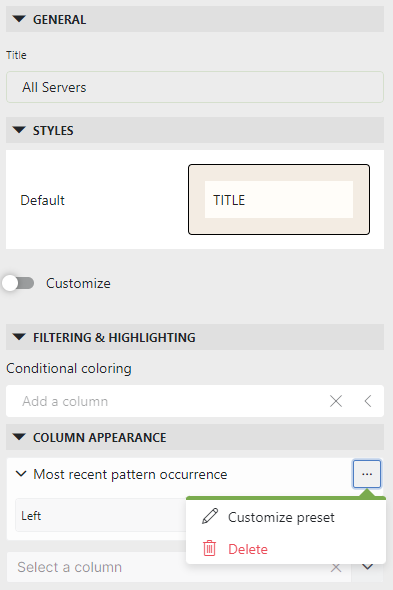 GENERAL
Title
All Servers
STYLES
Default
TITLE
Customize
FILTERING & HIGHLIGHTING
Conditional coloring
Add a column
COLUMN APPEARANCE
Most recent pattern occurrence
...
Left
Customize preset
Delete
Select a column